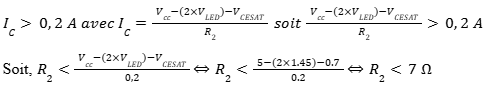 I_C > 0,2 A avec I_C = (V_cc−(2×V_LED)−V_CESAT)/R_2 soit (V_cc−(2×V_LED)−V_CESAT)/R_2 > 0,2 A
Soit, R_2 < (V_cc−(2×V_LED)−V_CESAT)/0,2 ⇔ R_2 < (5−(2×1.45)−0.7)/0.2 ⇔ R_2 < 7 Ω